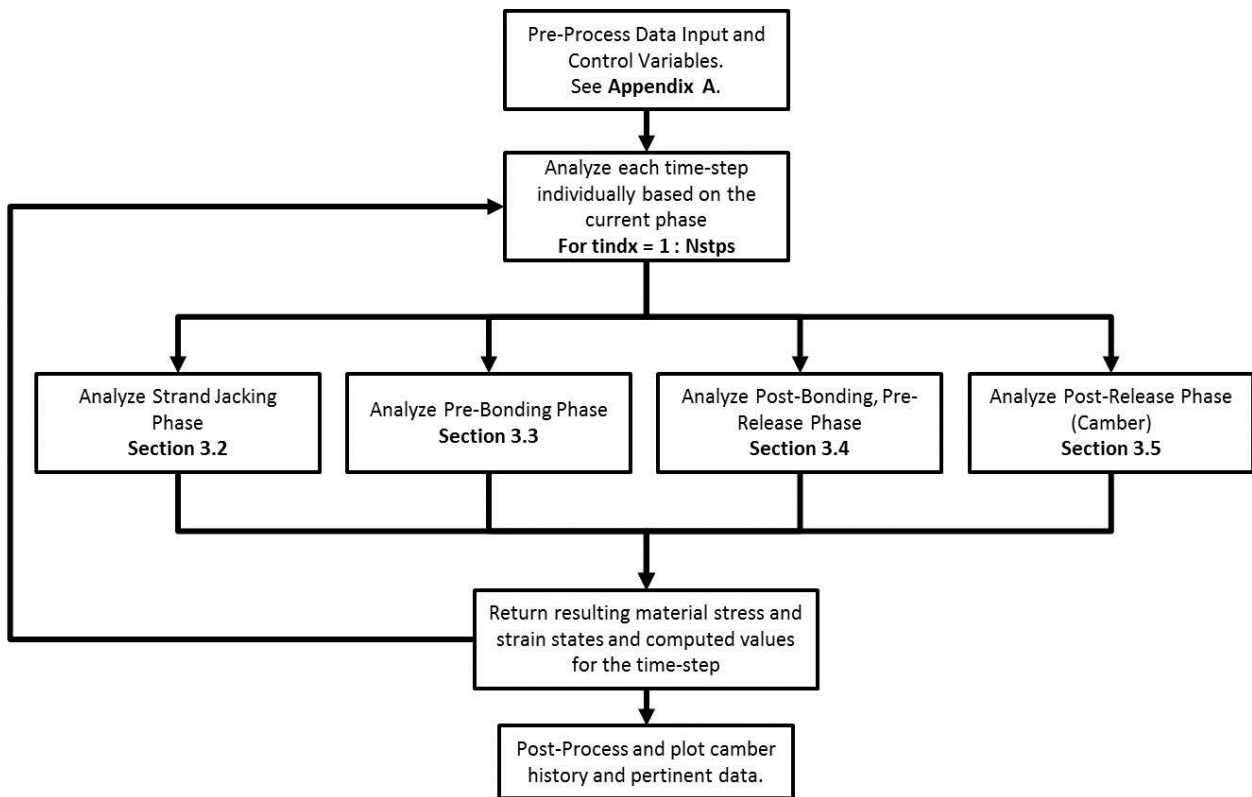 Pre-Process Data Input and
Control Variables.
See Appendix A.
Analyze each time-step
individually based on the
current phase
For tindx = 1 : Nstps
Analyze Strand Jacking
Phase
Section 3.2
Analyze Pre-Bonding Phase
Section 3.3
Analyze Post-Bonding, Pre-
Release Phase
Section 3.4
Analyze Post-Release Phase
(Camber)
Section 3.5
Return resulting material stress and
strain states and computed values
for the time-step
Post-Process and plot camber
history and pertinent data.